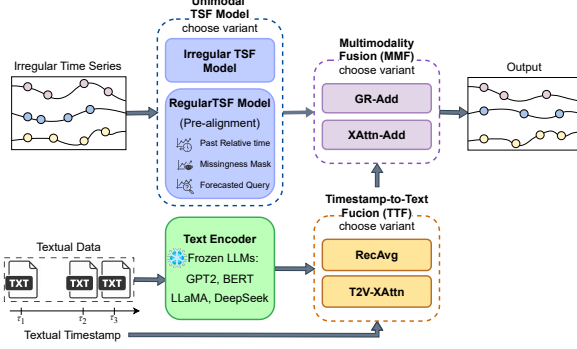 Unimodal
TSF Model
choose variant
Irregular TSF
Model
RegularTSF Model
(Pre-alignment)
Past Relative time
Missingness Mask
Forecasted Query
Irregular Time Series
Multimodality
Fusion (MMF)
choose variant
GR-Add
XAttn-Add
Output
Timestamp-to-Text
Fucion (TTF)
choose variant
RecAvg
T2V-XAttn
Text Encoder
Frozen LLMs:
GPT2, BERT
LLaMA, DeepSeek
Textual Data
TXT TXT TXT
τ1 τ2 τ3
Textual Timestamp